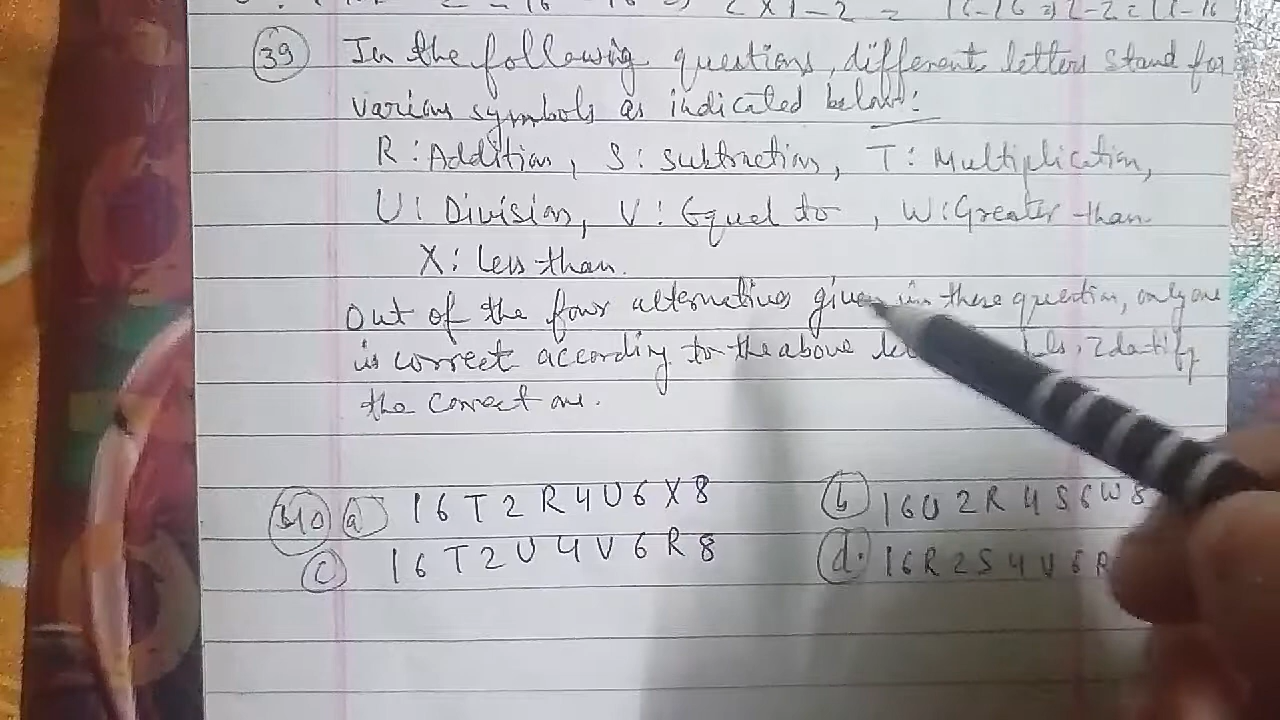 39 In the following questions, different letters stand for
various symbols as indicated below:
R : Addition, S : Subtraction, T : Multiplication,
U : Division, V : Equal to , W : Greater than
X : Less than.
Out of the four alternatives given in these question, only one
is correct according to the above Identify
the correct one.
(a) 16 T 2 R 4 U 6 X 8 (b) 16 U 2 R 4 S 6 W 8
(c) 16 T 2 U 4 V 6 R 8 (d). 16 R 2 S 4 V 6 R